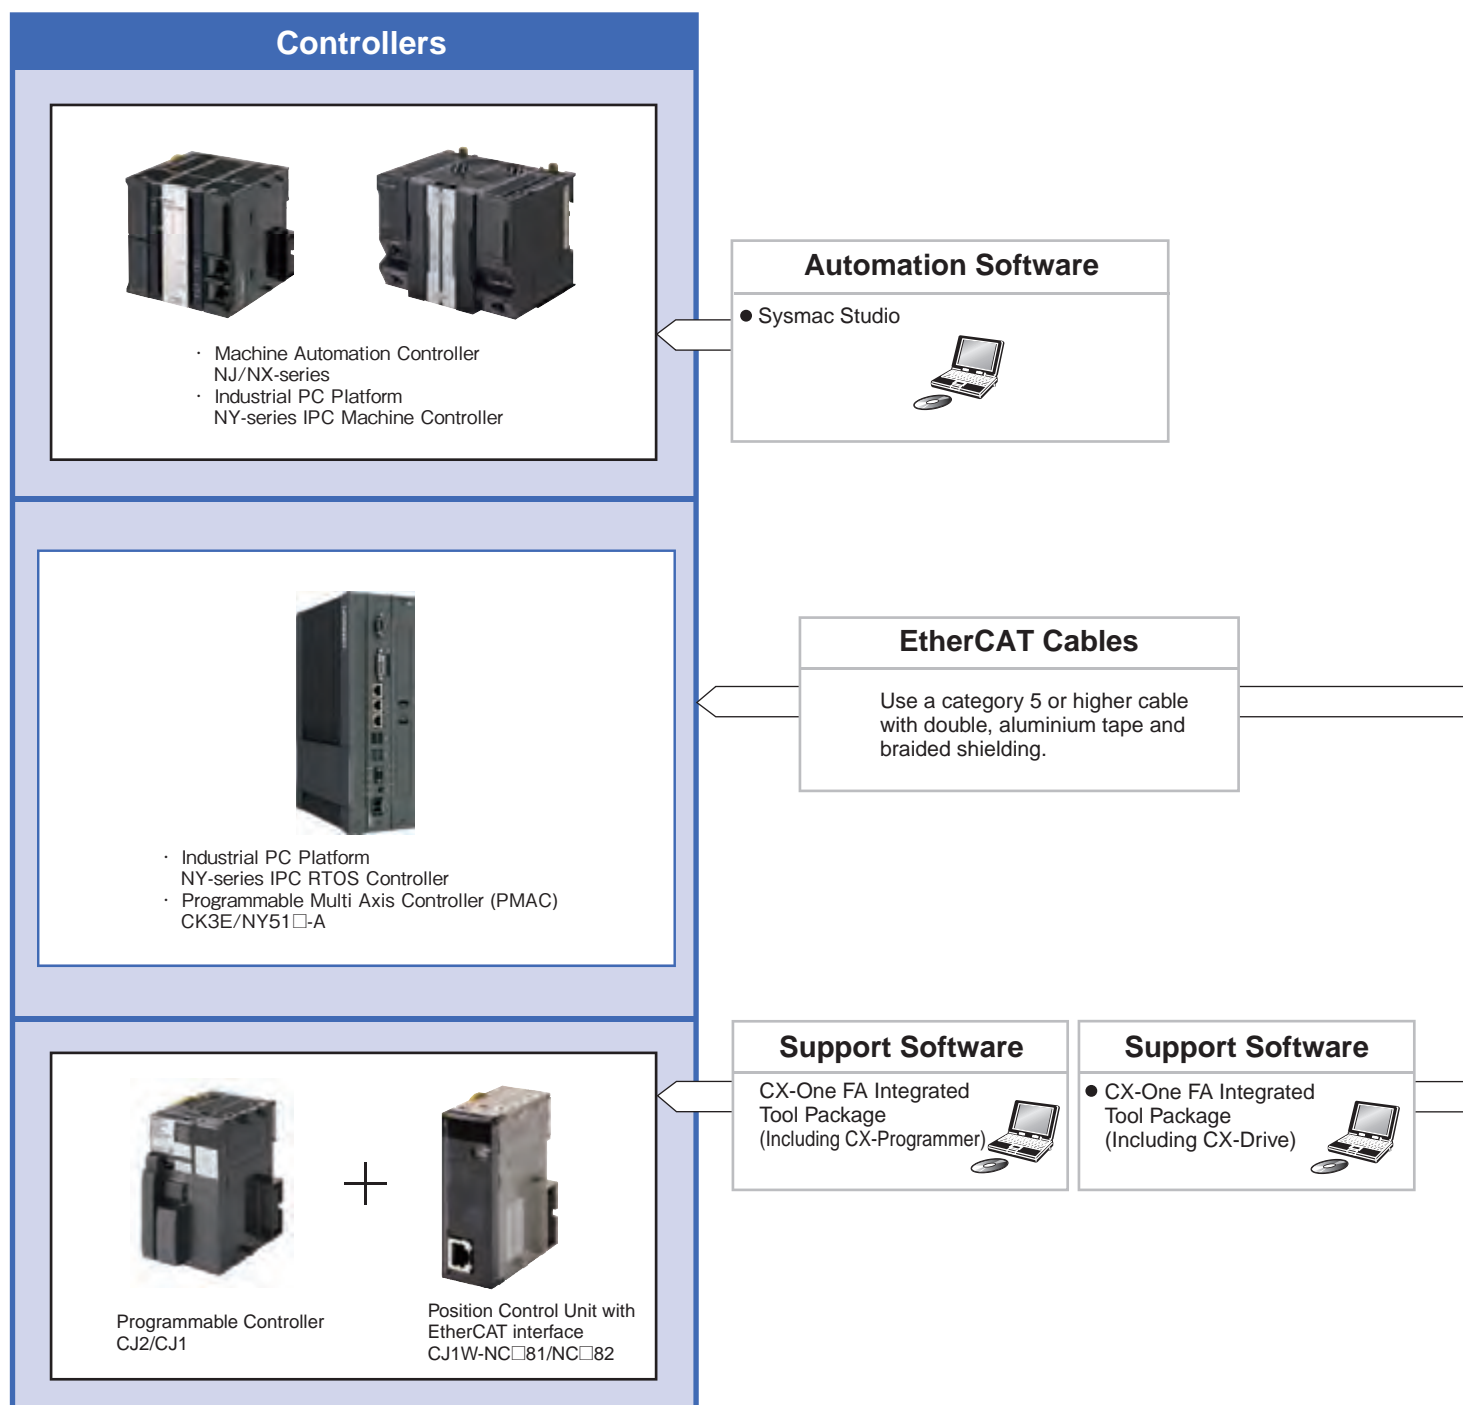 Controllers
· Machine Automation Controller
NJ/NX-series
· Industrial PC Platform
NY-series IPC Machine Controller
Automation Software
● Sysmac Studio
· Industrial PC Platform
NY-series IPC RTOS Controller
· Programmable Multi Axis Controller (PMAC)
CK3E/NY51□-A
EtherCAT Cables
Use a category 5 or higher cable
with double, aluminium tape and
braided shielding.
Programmable Controller
CJ2/CJ1
Position Control Unit with
EtherCAT interface
CJ1W-NC□81/NC□82
Support Software
CX-One FA Integrated
Tool Package
(Including CX-Programmer)
Support Software
● CX-One FA Integrated
Tool Package
(Including CX-Drive)